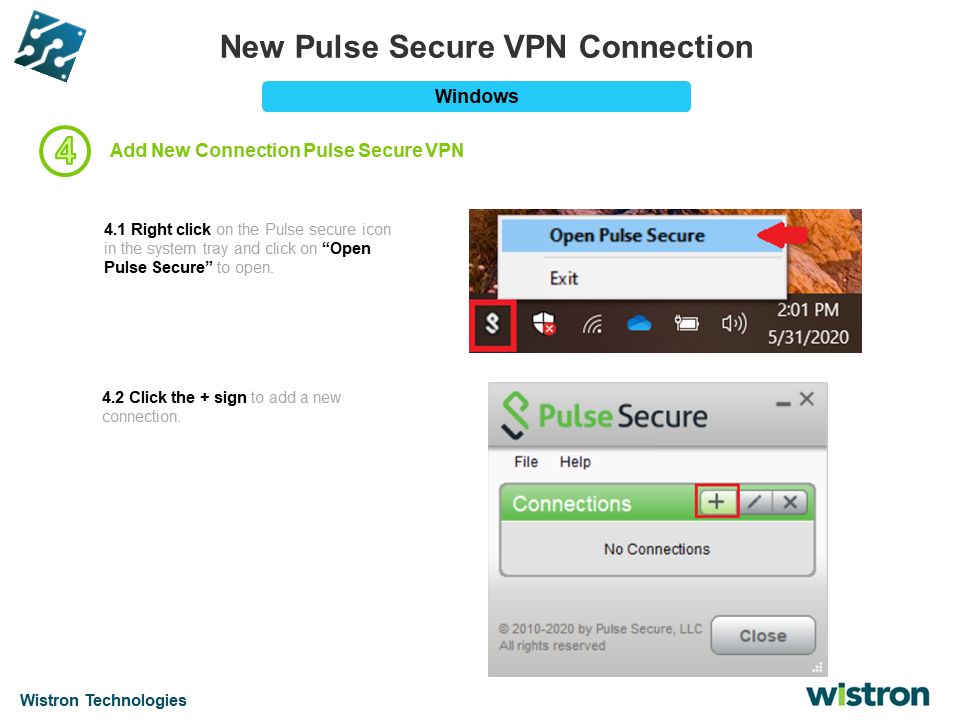 New Pulse Secure VPN Connection
Windows
4
Add New Connection Pulse Secure VPN
4.1 Right click on the Pulse secure icon
in the system tray and click on “Open
Pulse Secure” to open.
Open Pulse Secure
Exit
2:01 PM
5/31/2020
4.2 Click the + sign to add a new
connection.
Pulse Secure
File Help
Connections
No Connections
© 2010-2020 by Pulse Secure, LLC
All rights reserved
Close
Wistron Technologies
wistron